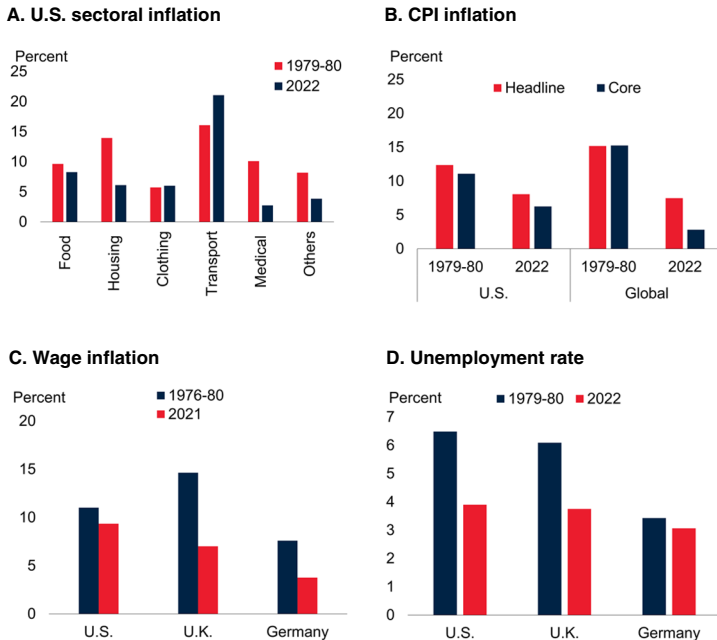 A. U.S. sectoral inflation
Percent
25
20
15
10
5
0
1979-80
2022
Food
Housing
Clothing
Transport
Medical
Others
B. CPI inflation
Percent
25
20
15
10
5
0
Headline
Core
1979-80 2022 1979-80 2022
U.S. Global
C. Wage inflation
Percent
20
15
10
5
0
1976-80
2021
U.S. U.K. Germany
D. Unemployment rate
Percent
7
6
5
4
3
2
1
0
1979-80 2022
U.S. U.K. Germany